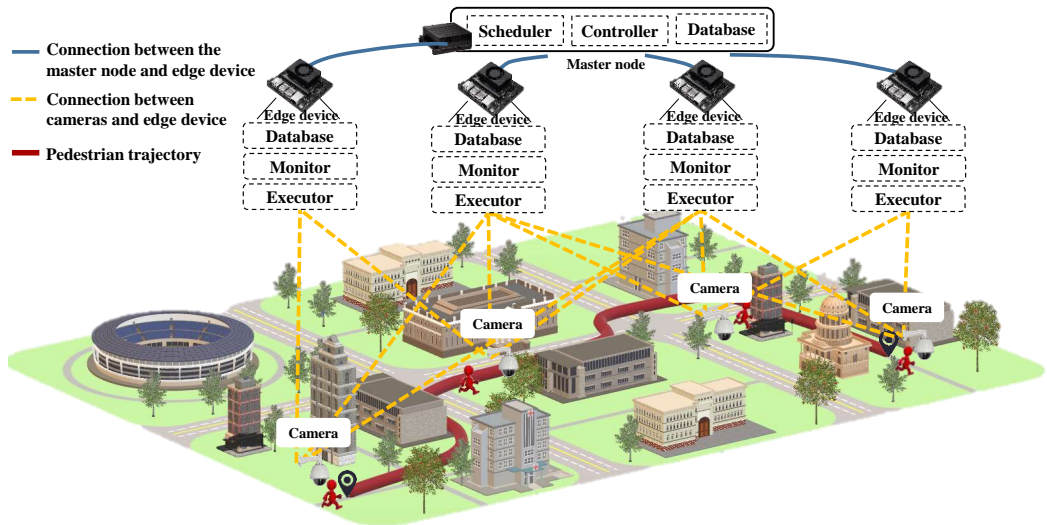 Scheduler
Controller
Database
Master node
Connection between the
master node and edge device
Connection between
cameras and edge device
Pedestrian trajectory
Edge device
Database
Monitor
Executor
Edge device
Database
Monitor
Executor
Edge device
Database
Monitor
Executor
Edge device
Database
Monitor
Executor
Camera
Camera
Camera
Camera